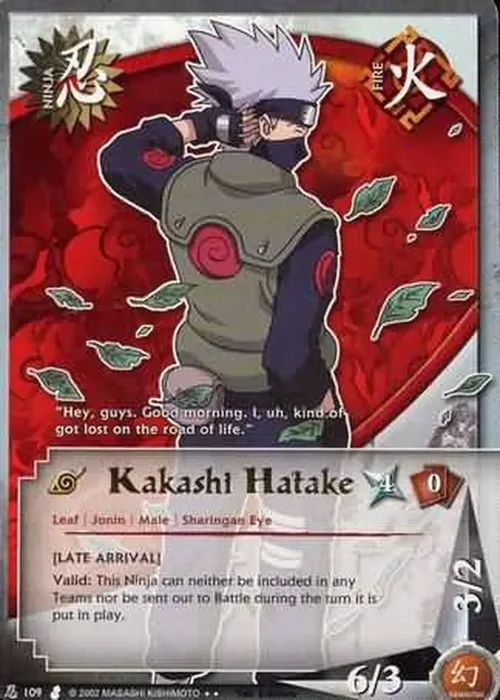 NINJA
忍
FIRE
火
"Hey, guys. Good morning. I, uh, kind of
got lost on the road of life."
Kakashi Hatake
4
0
Leaf | Jonin | Male | Sharingan Eye
[LATE ARRIVAL]
Valid: This Ninja can neither be included in any
Teams nor be sent out to Battle during the turn it is
put in play.
3/2
6/3
幻
忍 109
© 2002 MASASHI KISHIMOTO